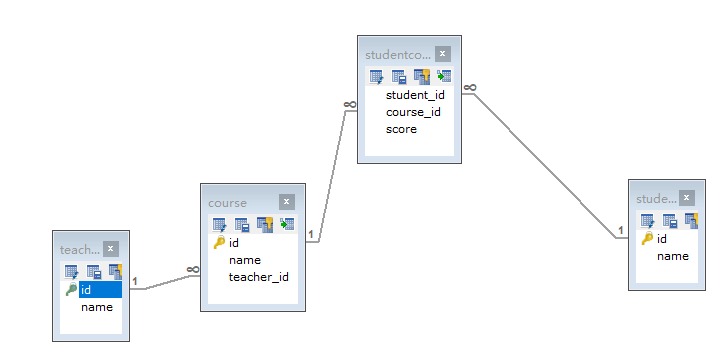 studentco...
student_id
course_id
score
∞
∞
course
id
name
teacher_id
1
∞
stude...
id
name
1
teach...
id
name
1